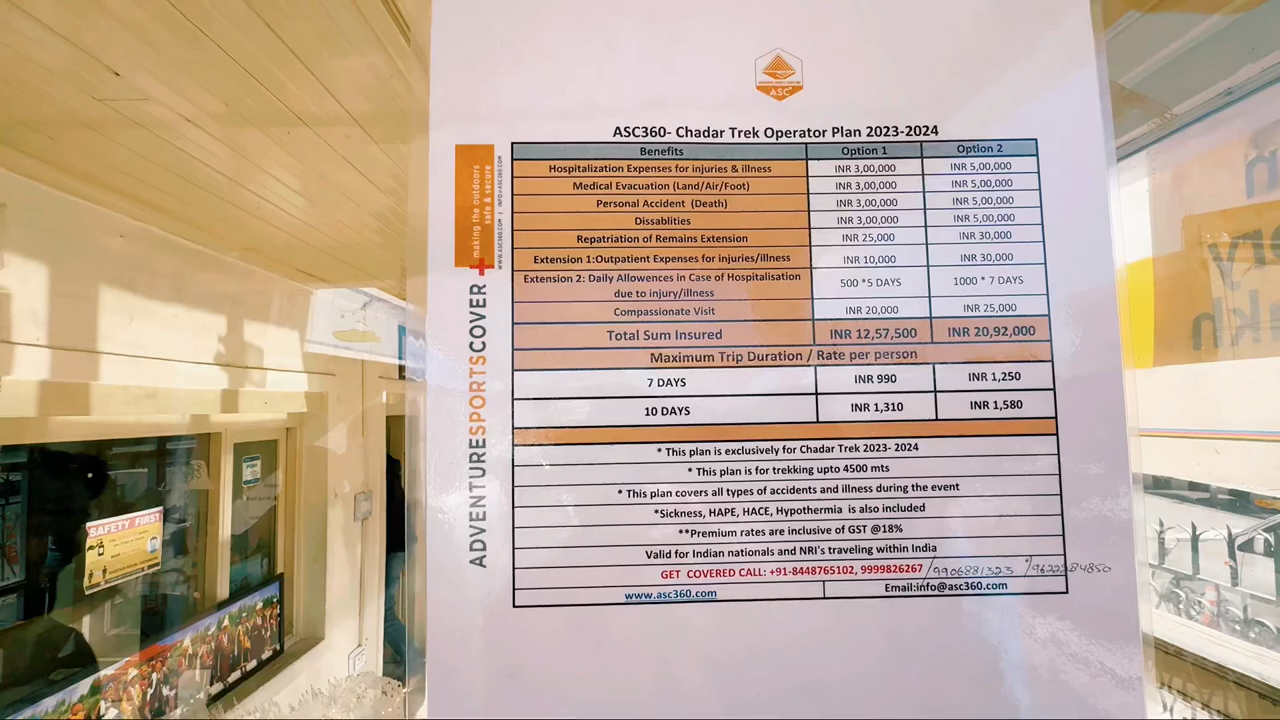 ASC
ASC360- Chadar Trek Operator Plan 2023-2024
Benefits Option 1 Option 2
Hospitalization Expenses for injuries & illness INR 3,00,000 INR 5,00,000
Medical Evacuation (Land/Air/Foot) INR 3,00,000 INR 5,00,000
Personal Accident (Death) INR 3,00,000 INR 5,00,000
Dissablities INR 3,00,000 INR 5,00,000
Repatriation of Remains Extension INR 25,000 INR 30,000
Extension 1:Outpatient Expenses for injuries/illness INR 10,000 INR 30,000
Extension 2: Daily Allowences in Case of Hospitalisation
due to injury/illness 500 *5 DAYS 1000 * 7 DAYS
Compassionate Visit INR 20,000 INR 25,000
Total Sum Insured INR 12,57,500 INR 20,92,000
Maximum Trip Duration / Rate per person
7 DAYS INR 990 INR 1,250
10 DAYS INR 1,310 INR 1,580
* This plan is exclusively for Chadar Trek 2023- 2024
* This plan is for trekking upto 4500 mts
* This plan covers all types of accidents and illness during the event
*Sickness, HAPE, HACE, Hypothermia is also included
**Premium rates are inclusive of GST @18%
Valid for Indian nationals and NRI's traveling within India
GET COVERED CALL: +91-8448765102, 9999826267 /9906881323
www.asc360.com Email:info@asc360.com
ADVENTURESPORTSCOVER
making the outdoors
safe & secure
WWW.ASC360.COM | INFO@ASC360.COM
SAFETY FIRST